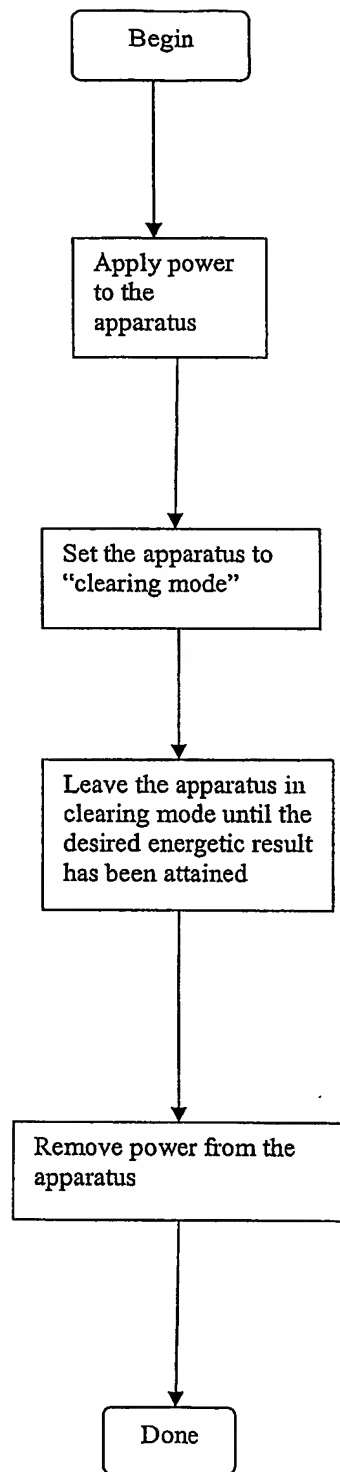 Begin
Apply power
to the
apparatus
Set the apparatus to
“clearing mode”
Leave the apparatus in
clearing mode until the
desired energetic result
has been attained
Remove power from the
apparatus
Done